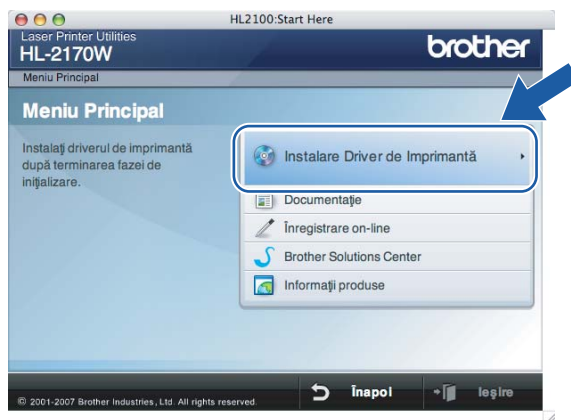 HL2100:Start Here
Laser Printer Utilities
HL-2170W
brother
Meniu Principal
Meniu Principal
Instalaţi driverul de imprimantă
după terminarea fazei de
iniţializare.
Instalare Driver de Imprimantă
Documentaţie
Înregistrare on-line
Brother Solutions Center
Informaţii produse
© 2001-2007 Brother Industries, Ltd. All rights reserved.
Înapoi
Ieşire